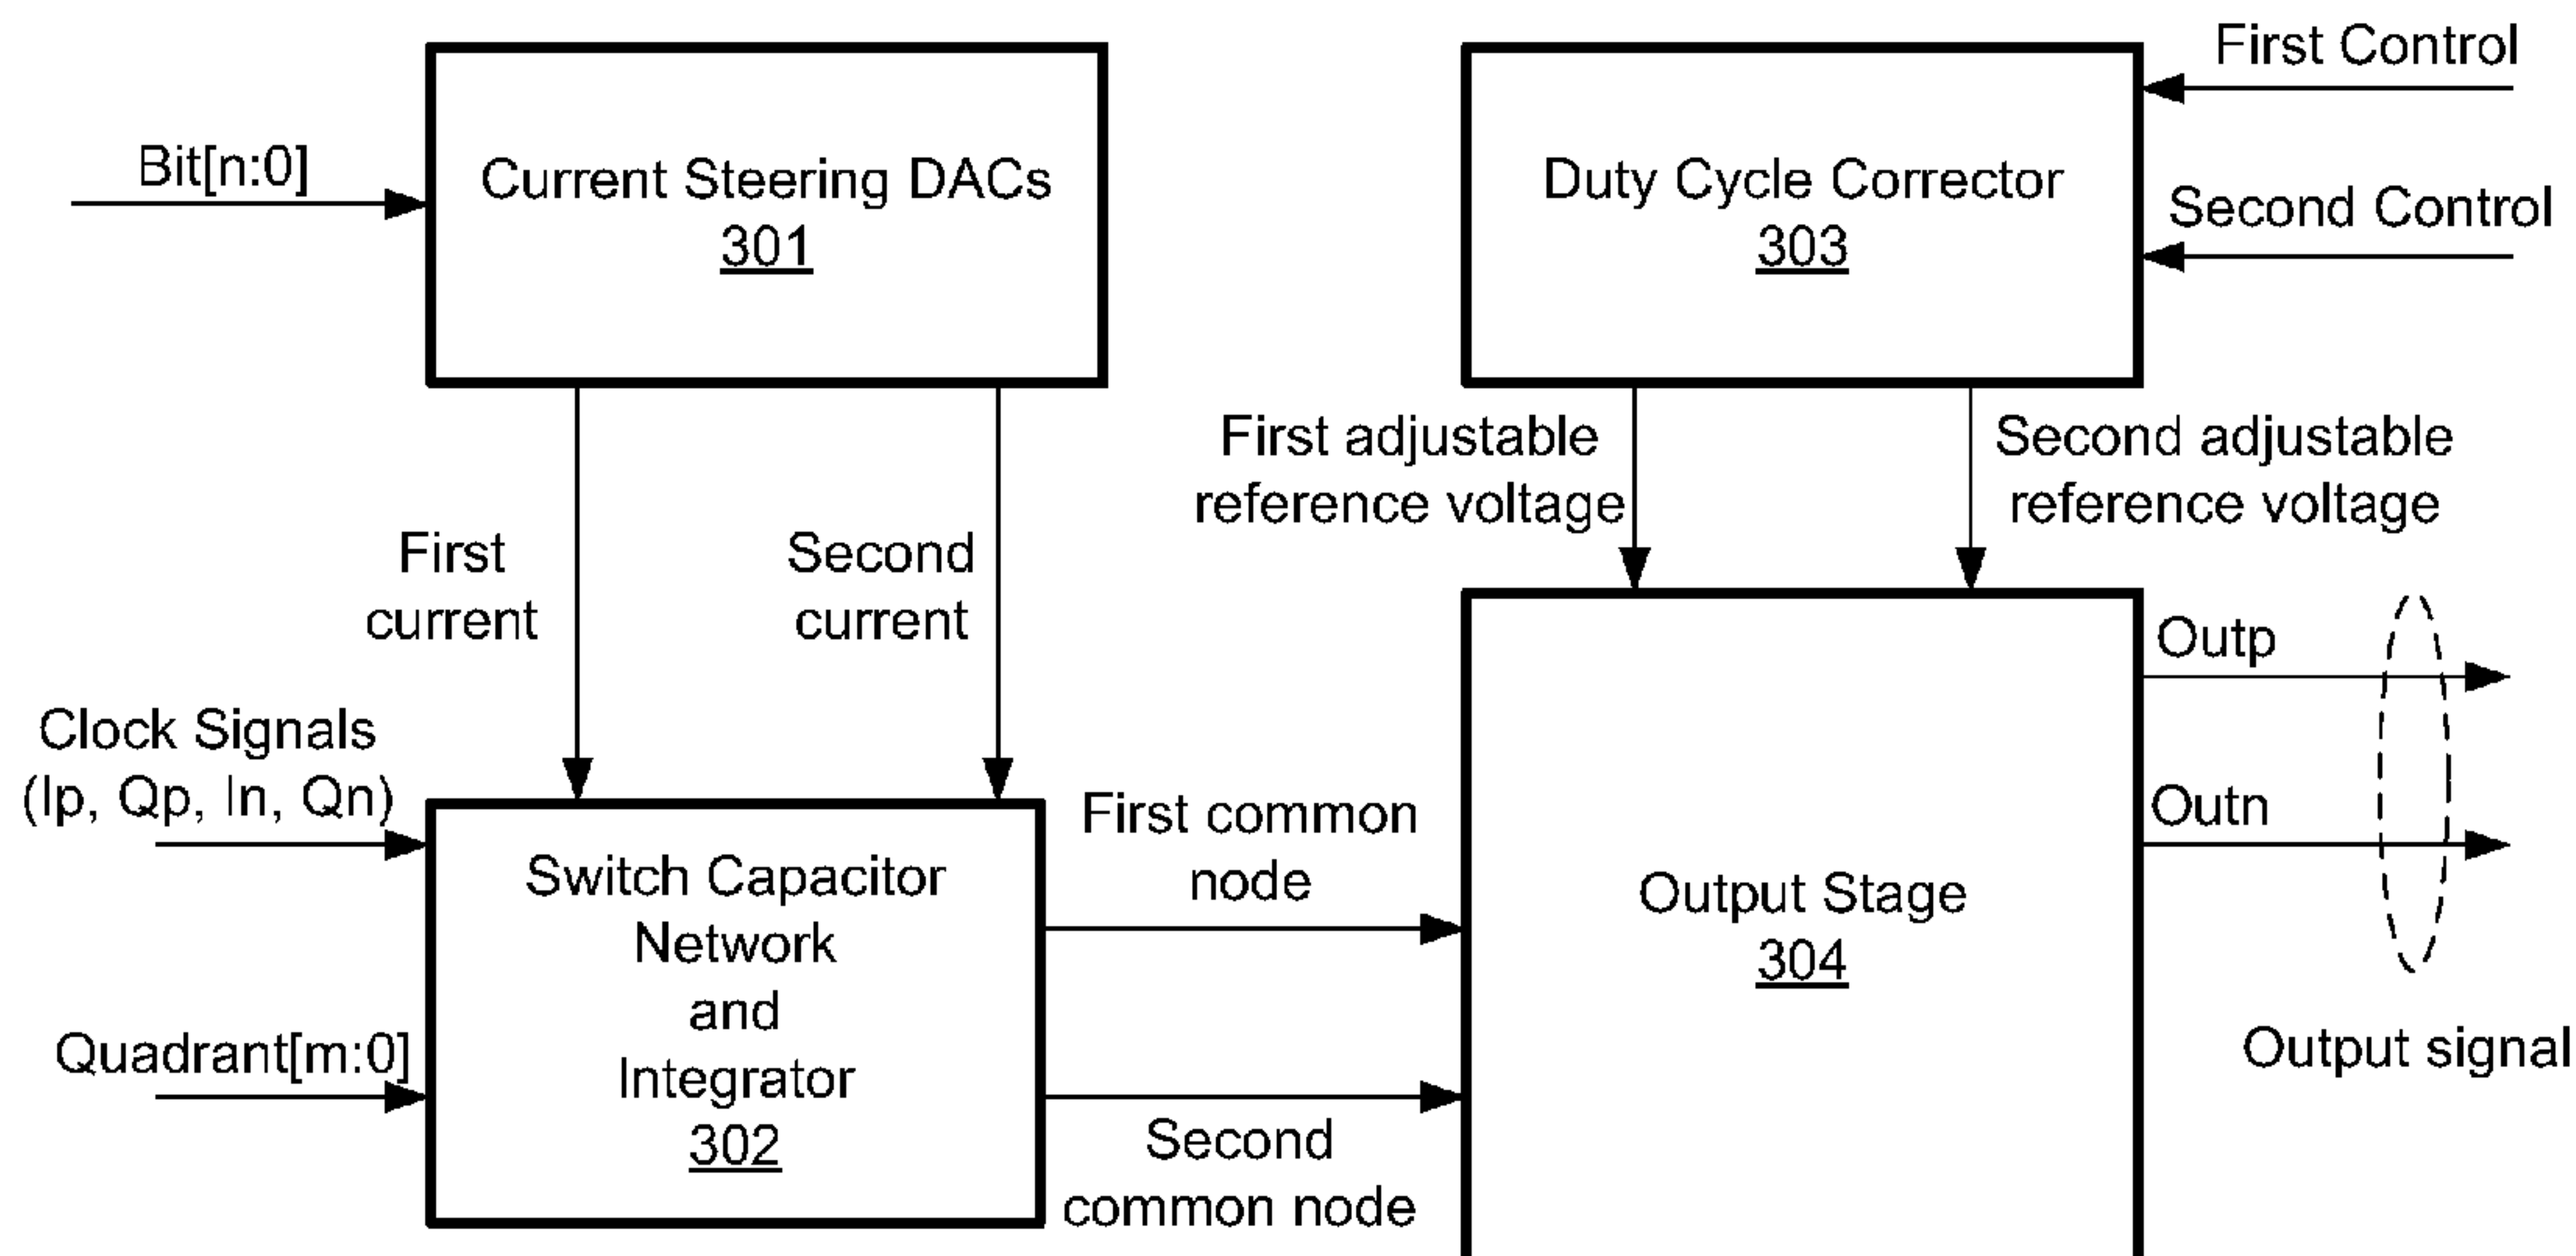 First Control
Bit[n:0]
Current Steering DACs
301
Duty Cycle Corrector
303
Second Control
First adjustable
reference voltage
Second adjustable
reference voltage
First
current
Second
current
Outp
Clock Signals
(Ip, Qp, In, Qn)
First common
node
Outn
Switch Capacitor
Network
and
Integrator
302
Output Stage
304
Quadrant[m:0]
Output signal
Second
common node